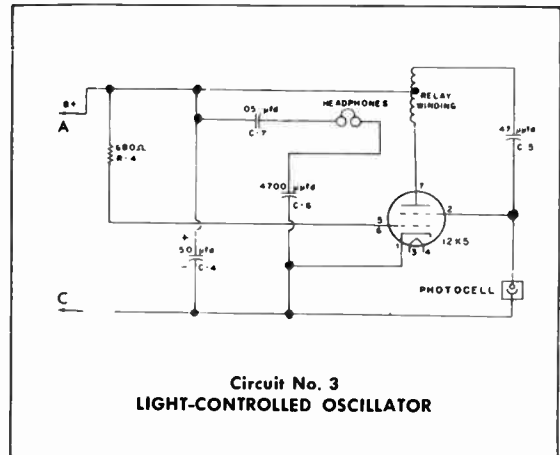 B+
A
RELAY
WINDING
.05 μfd
C-7
HEADPHONES
680Ω
R-4
47 μμfd
C-5
4700 μμfd
C-6
7
2
5
6
1
3
4
12K5
+
50 μfd
- C-4
PHOTOCELL
C
Circuit No. 3
LIGHT-CONTROLLED OSCILLATOR